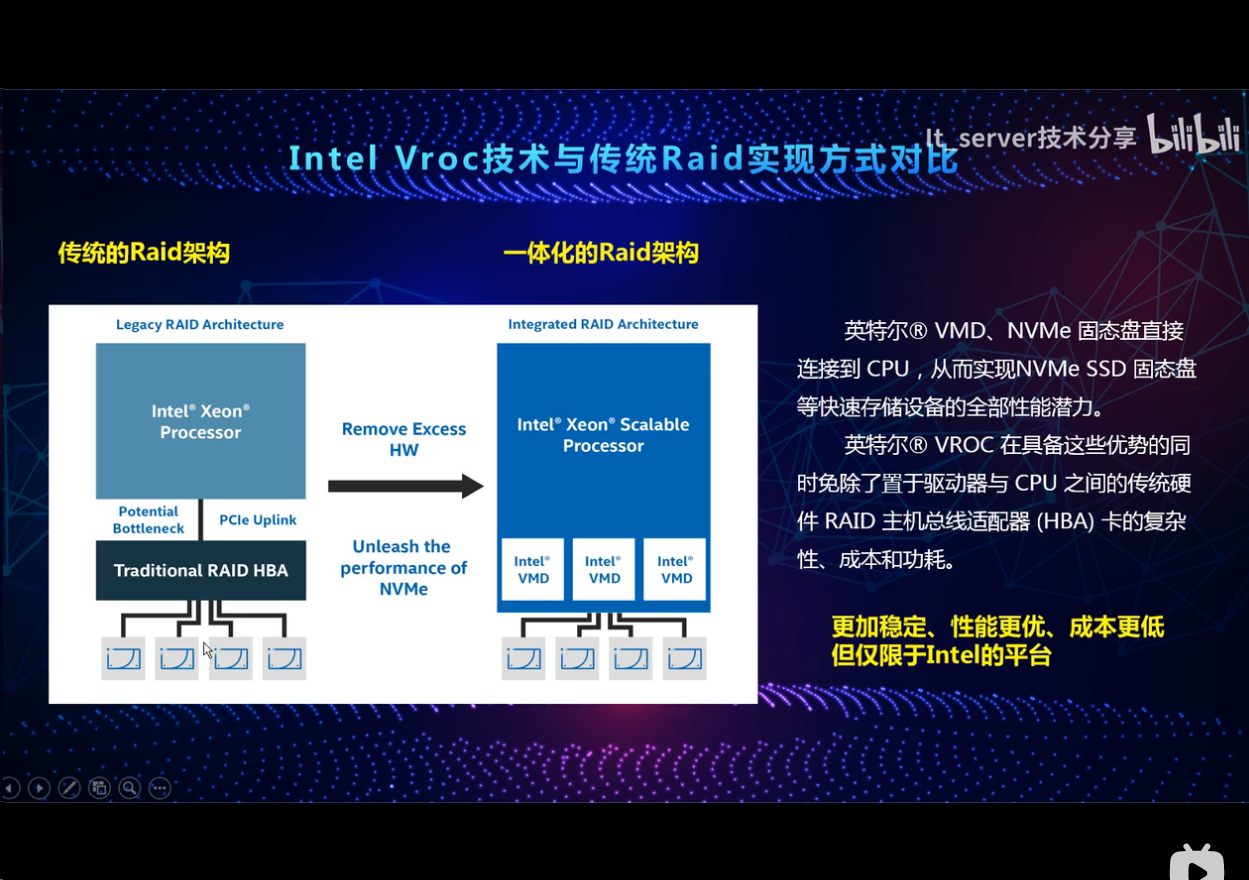 It_server技术分享 bilibili
Intel Vroc技术与传统Raid实现方式对比
传统的Raid架构
一体化的Raid架构
Legacy RAID Architecture
Intel® Xeon®
Processor
Potential
Bottleneck
PCIe Uplink
Traditional RAID HBA
Remove Excess
HW
Unleash the
performance of
NVMe
Integrated RAID Architecture
Intel® Xeon® Scalable
Processor
Intel®
VMD
Intel®
VMD
Intel®
VMD
英特尔® VMD、NVMe 固态盘直接
连接到 CPU，从而实现NVMe SSD 固态盘
等快速存储设备的全部性能潜力。
英特尔® VROC 在具备这些优势的同
时免除了置于驱动器与 CPU 之间的传统硬
件 RAID 主机总线适配器 (HBA) 卡的复杂
性、成本和功耗。
更加稳定、性能更优、成本更低
但仅限于Intel的平台